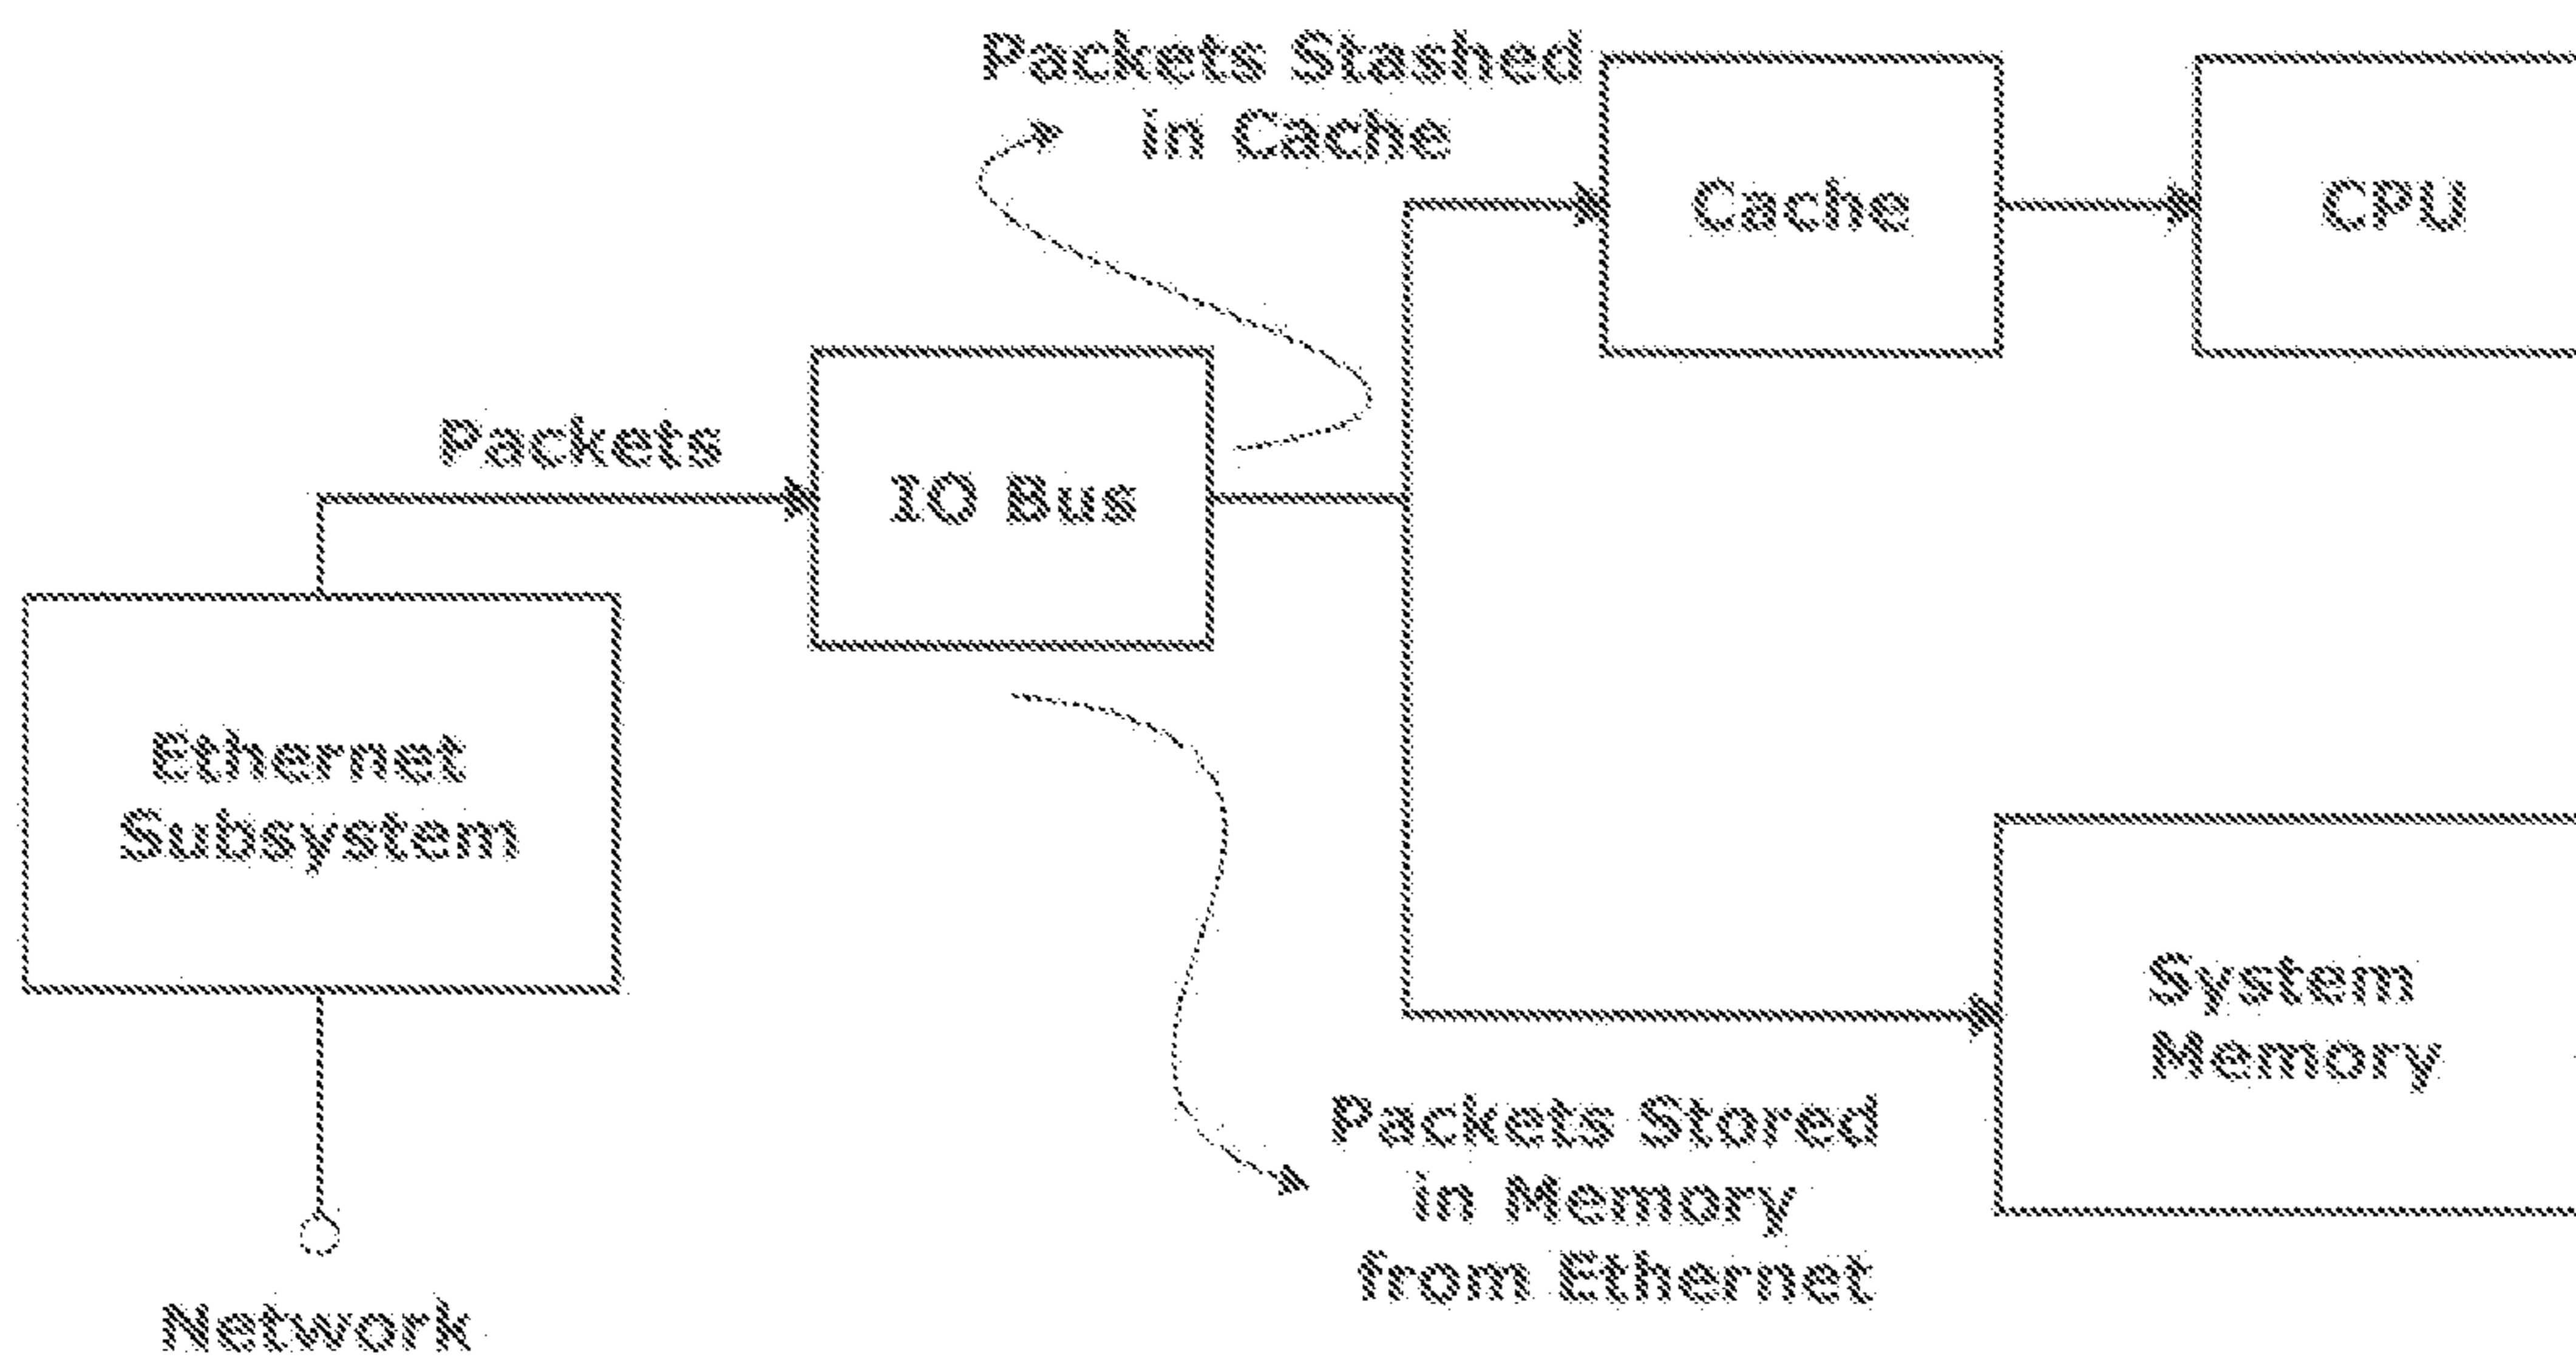 Packets Stashed
in Cache
Cache
CPU
Packets
IO Bus
Ethernet
Subsystem
System
Memory
Packets Stored
in Memory
from Ethernet
Network